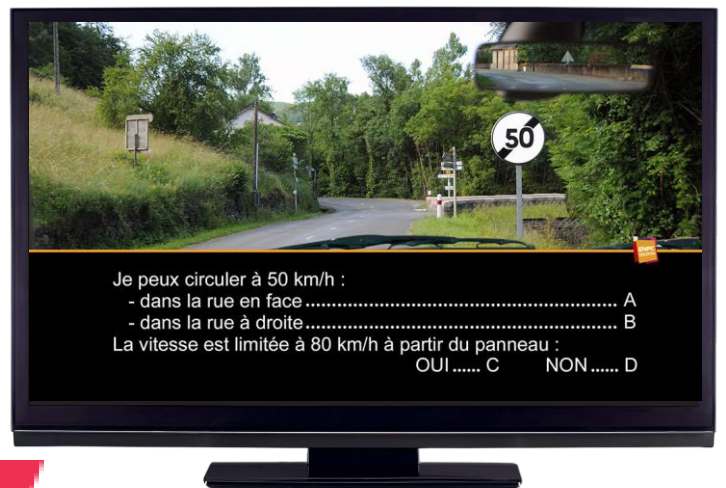 50
Je peux circuler à 50 km/h :
- dans la rue en face ........................................................ A
- dans la rue à droite ........................................................ B
La vitesse est limitée à 80 km/h à partir du panneau :
OUI ...... C NON ...... D